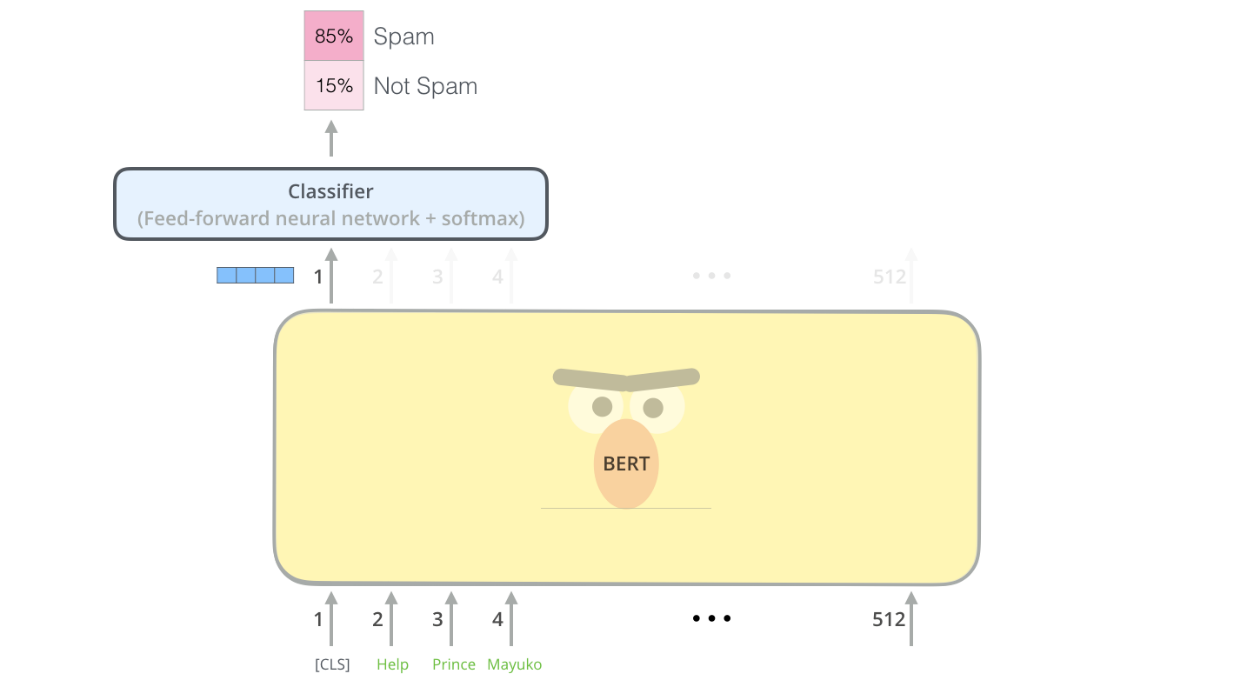 85% Spam
15% Not Spam
Classifier
(Feed-forward neural network + softmax)
1 2 3 4 ••• 512
BERT
1 2 3 4 ••• 512
[CLS] Help Prince Mayuko